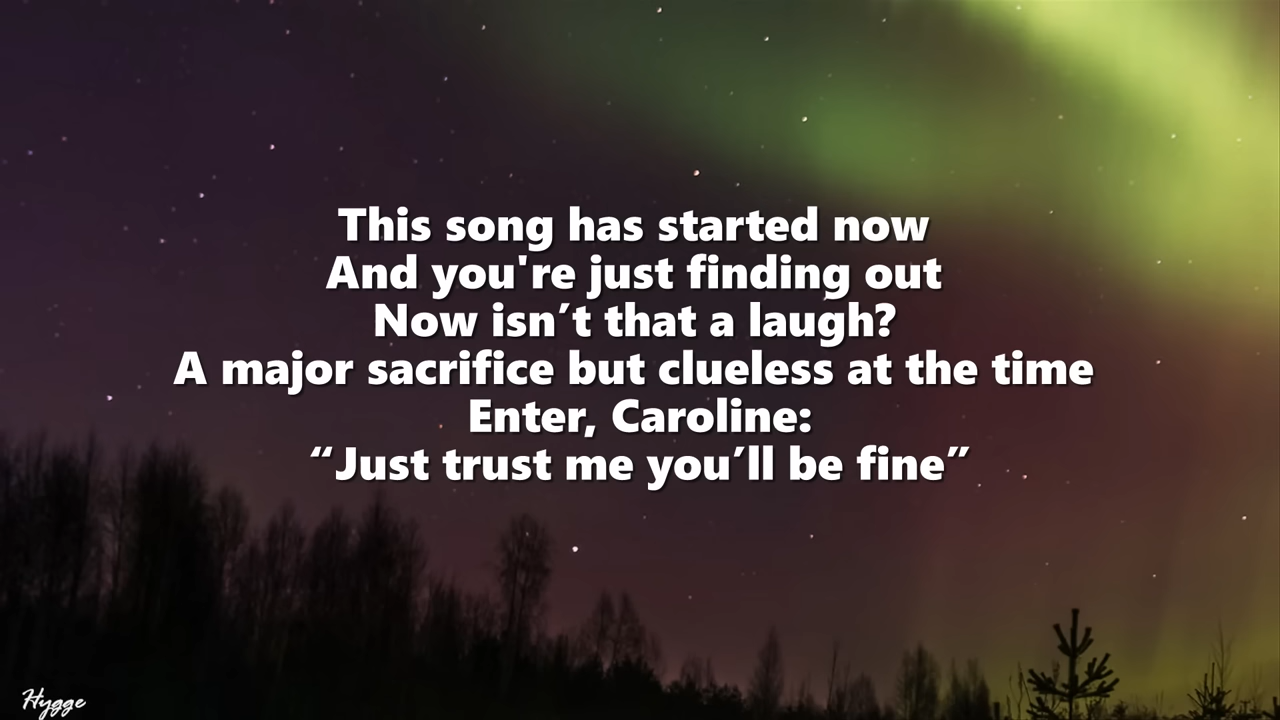 This song has started now
And you're just finding out
Now isn´t that a laugh?
A major sacrifice but clueless at the time
Enter, Caroline:
“Just trust me you´ll be fine”
Hygge